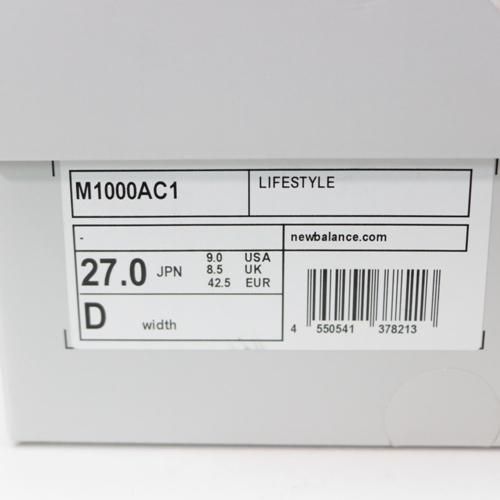 M1000AC1
LIFESTYLE
-
newbalance.com
27.0 JPN
9.0 USA
8.5 UK
42.5 EUR
D width
4 550541 378213